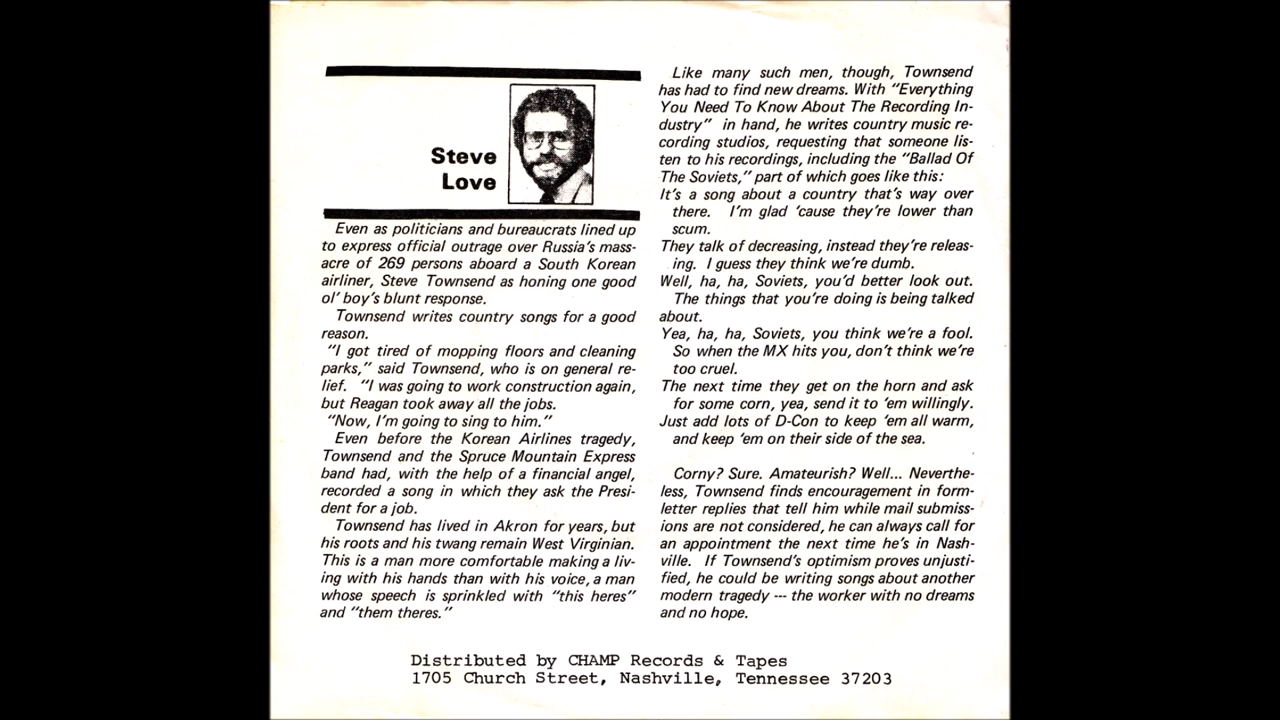 Steve
Love
Even as politicians and bureaucrats lined up
to express official outrage over Russia's mass-
acre of 269 persons aboard a South Korean
airliner, Steve Townsend as honing one good
ol' boy's blunt response.
Townsend writes country songs for a good
reason.
"I got tired of mopping floors and cleaning
parks," said Townsend, who is on general re-
lief. "I was going to work construction again,
but Reagan took away all the jobs.
"Now, I'm going to sing to him."
Even before the Korean Airlines tragedy,
Townsend and the Spruce Mountain Express
band had, with the help of a financial angel,
recorded a song in which they ask the Presi-
dent for a job.
Townsend has lived in Akron for years, but
his roots and his twang remain West Virginian.
This is a man more comfortable making a liv-
ing with his hands than with his voice, a man
whose speech is sprinkled with "this heres"
and "them theres."
Like many such men, though, Townsend
has had to find new dreams. With "Everything
You Need To Know About The Recording In-
dustry" in hand, he writes country music re-
cording studios, requesting that someone lis-
ten to his recordings, including the "Ballad Of
The Soviets," part of which goes like this:
It's a song about a country that's way over
there. I'm glad 'cause they're lower than
scum.
They talk of decreasing, instead they're releas-
ing. I guess they think we're dumb.
Well, ha, ha, Soviets, you'd better look out.
The things that you're doing is being talked
about.
Yea, ha, ha, Soviets, you think we're a fool.
So when the MX hits you, don't think we're
too cruel.
The next time they get on the horn and ask
for some corn, yea, send it to 'em willingly.
Just add lots of D-Con to keep 'em all warm,
and keep 'em on their side of the sea.
Corny? Sure. Amateurish? Well... Neverthe-
less, Townsend finds encouragement in form-
letter replies that tell him while mail submiss-
ions are not considered, he can always call for
an appointment the next time he's in Nash-
ville. If Townsend's optimism proves unjusti-
fied, he could be writing songs about another
modern tragedy --- the worker with no dreams
and no hope.
Distributed by CHAMP Records & Tapes
1705 Church Street, Nashville, Tennessee 37203